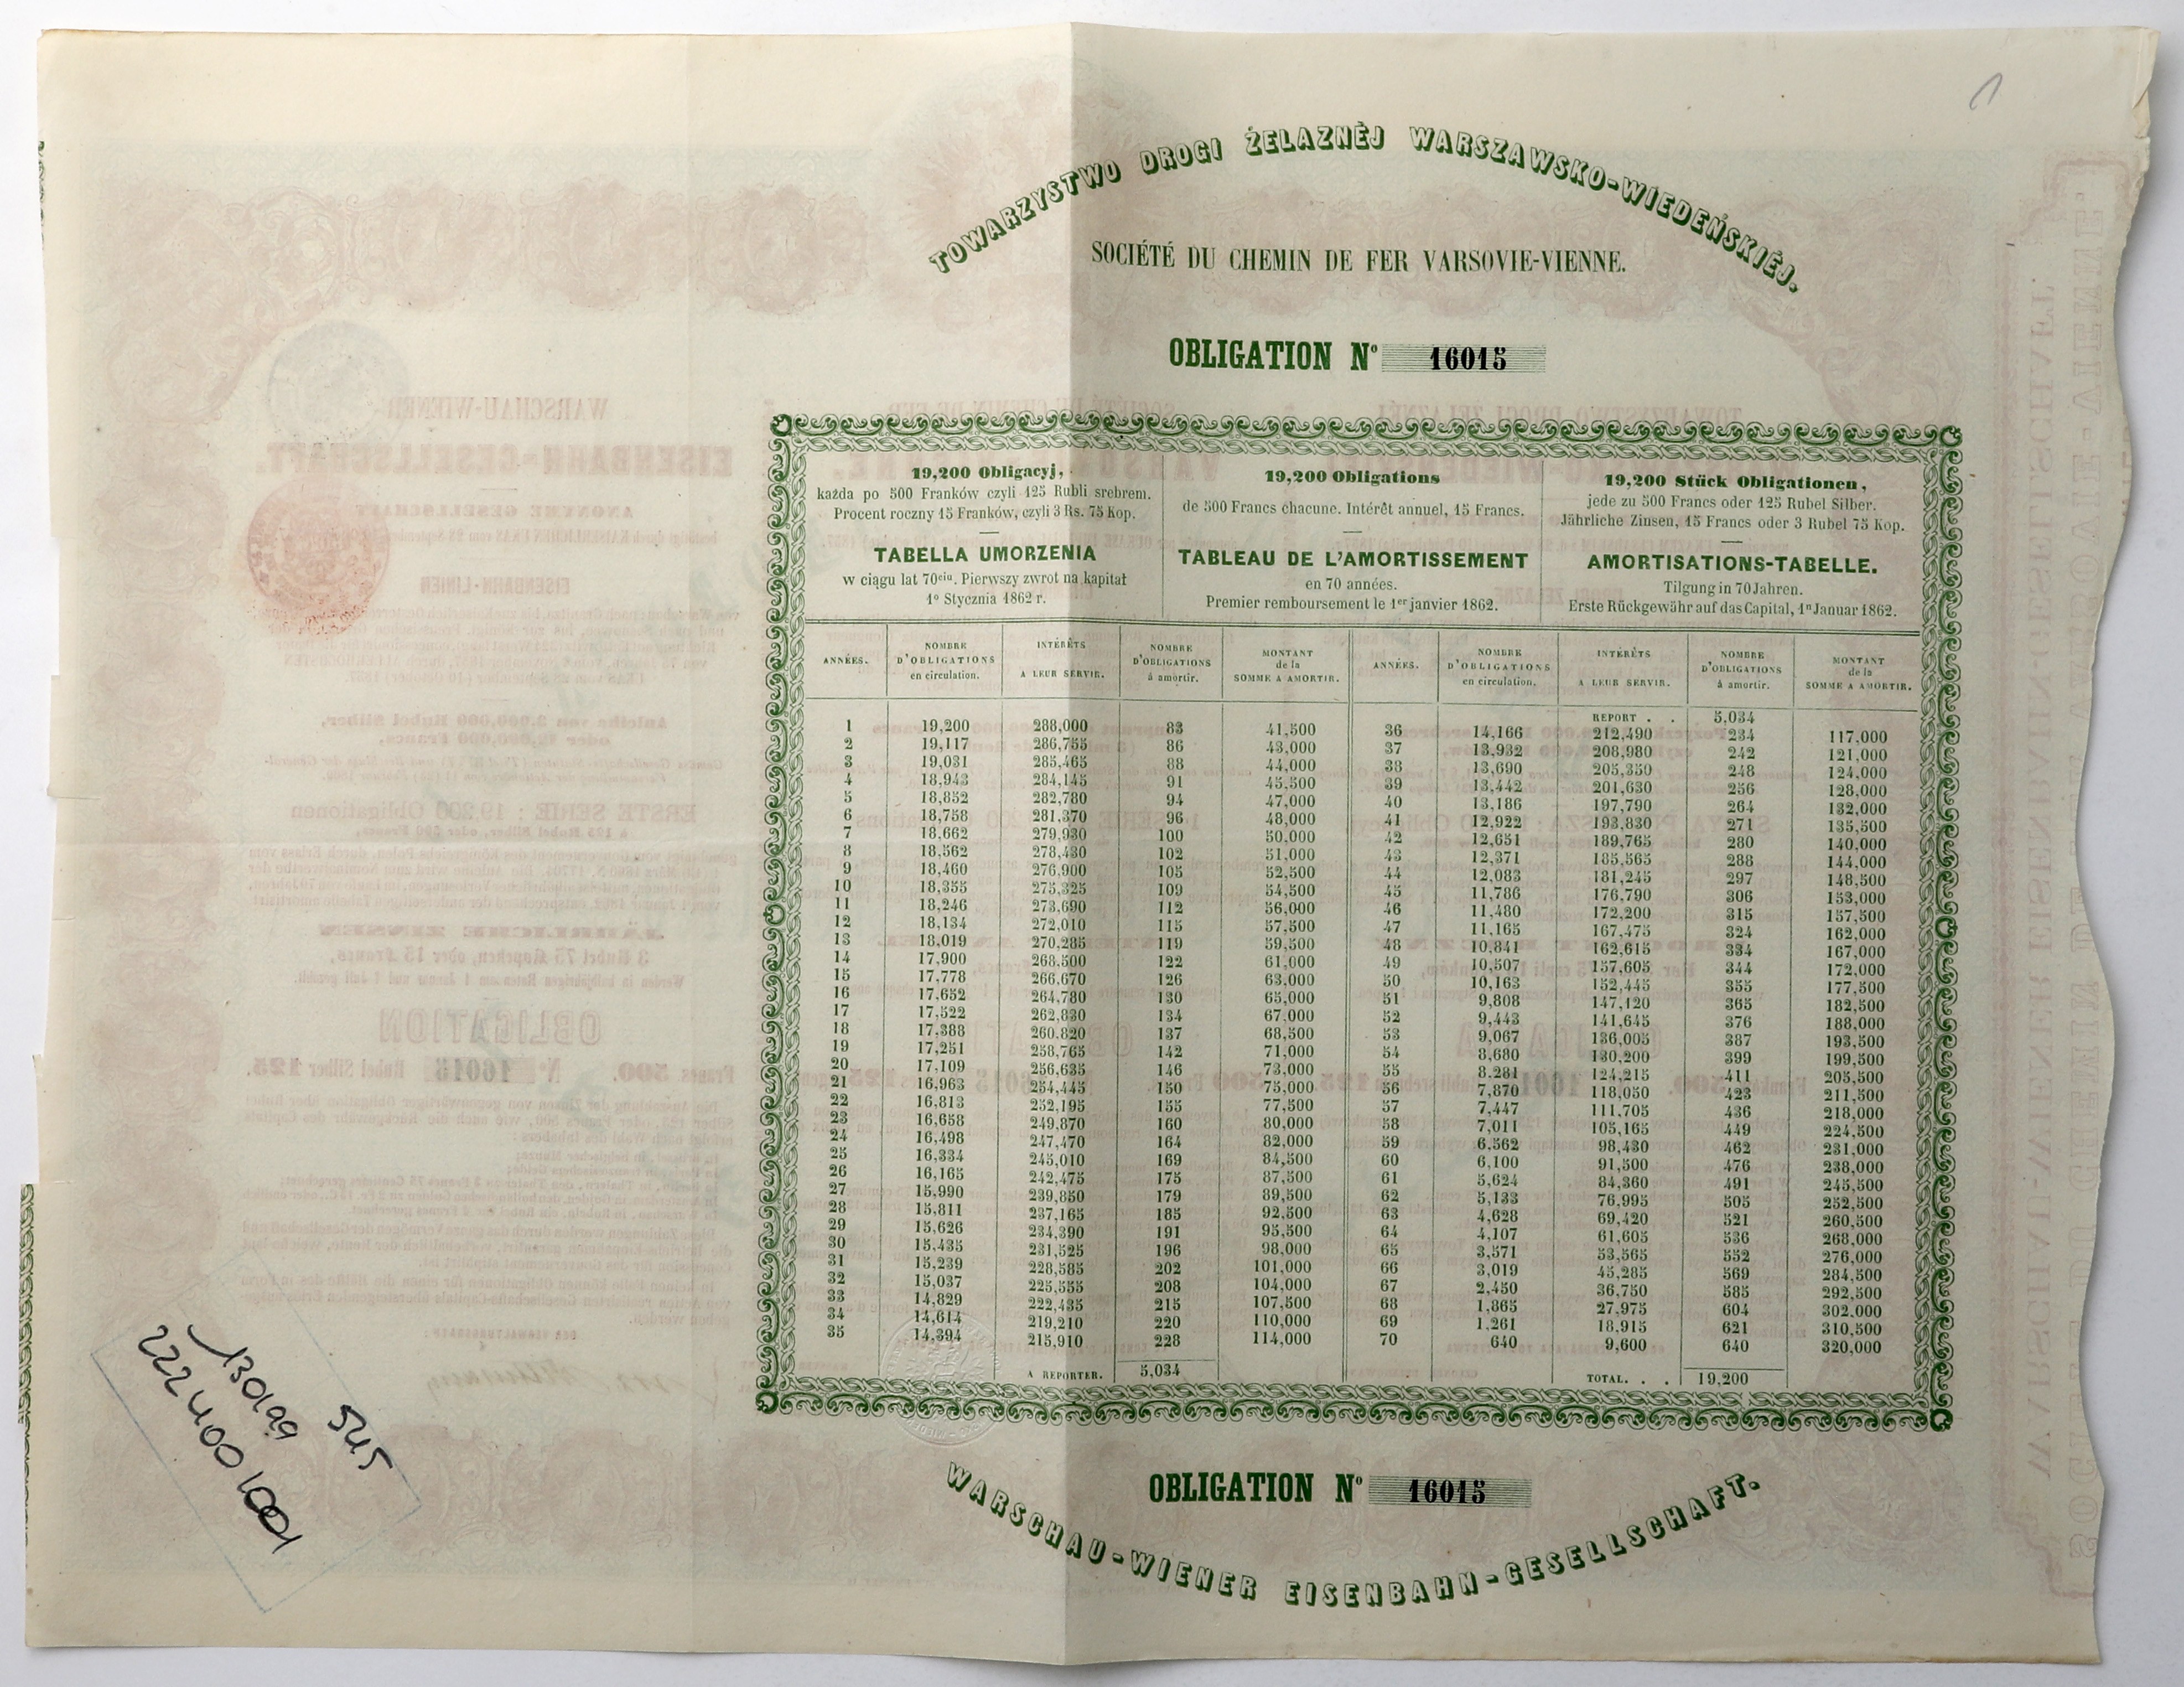 TOWARZYSTWO DROGI ŻELAZNÉJ WARSZAWSKO-WIEDEŃSKIÉJ.
SOCIÉTÉ DU CHEMIN DE FER VARSOVIE-VIENNE.
OBLIGATION Nº 16015
19,200 Obligacyj,
każda po 500 Franków czyli 125 Rubli srebrem.
Procent roczny 15 Franków, czyli 3 Rs. 75 Kop.
TABELLA UMORZENIA
w ciągu lat 70ciu. Pierwszy zwrot na kapitał
1º Stycznia 1862 r.
19,200 Obligations
de 500 Francs chacune. Intérêt annuel, 15 Francs.
TABLEAU DE L'AMORTISSEMENT
en 70 années.
Premier remboursement le 1er janvier 1862.
19,200 Stück Obligationen,
jede zu 500 Francs oder 125 Rubel Silber.
Jährliche Zinsen, 15 Francs oder 3 Rubel 75 Kop.
AMORTISATIONS-TABELLE.
Tilgung in 70 Jahren.
Erste Rückgewähr auf das Capital, 1n Januar 1862.
ANNÉES. NOMBRE D'OBLIGATIONS en circulation. INTÉRÊTS A LEUR SERVIR. NOMBRE D'OBLIGATIONS à amortir. MONTANT de la SOMME A AMORTIR. ANNÉES. NOMBRE D'OBLIGATIONS en circulation. INTÉRÊTS A LEUR SERVIR. NOMBRE D'OBLIGATIONS à amortir. MONTANT de la SOMME A AMORTIR.
REPORT . . 5,034
1 19,200 288,000 83 41,500 36 14,166 212,490 234 117,000
2 19,117 286,755 86 43,000 37 13,932 208,980 242 121,000
3 19,031 285,465 88 44,000 38 13,690 205,350 248 124,000
4 18,943 284,145 91 45,500 39 13,442 201,630 256 128,000
5 18,852 282,780 94 47,000 40 13,186 197,790 264 132,000
6 18,758 281,370 96 48,000 41 12,922 193,830 271 135,500
7 18,662 279,930 100 50,000 42 12,651 189,765 280 140,000
8 18,562 278,430 102 51,000 43 12,371 185,565 288 144,000
9 18,460 276,900 105 52,500 44 12,083 181,245 297 148,500
10 18,355 275,325 109 54,500 45 11,786 176,790 306 153,000
11 18,246 273,690 112 56,000 46 11,480 172,200 315 157,500
12 18,134 272,010 115 57,500 47 11,165 167,475 324 162,000
13 18,019 270,285 119 59,500 48 10,841 162,615 334 167,000
14 17,900 268,500 122 61,000 49 10,507 157,605 344 172,000
15 17,778 266,670 126 63,000 50 10,163 152,445 355 177,500
16 17,652 264,780 130 65,000 51 9,808 147,120 365 182,500
17 17,522 262,830 134 67,000 52 9,443 141,645 376 188,000
18 17,388 260,820 137 68,500 53 9,067 136,005 387 193,500
19 17,251 258,765 142 71,000 54 8,680 130,200 399 199,500
20 17,109 256,635 146 73,000 55 8,281 124,215 411 205,500
21 16,963 254,445 150 75,000 56 7,870 118,050 423 211,500
22 16,813 252,195 155 77,500 57 7,447 111,705 436 218,000
23 16,658 249,870 160 80,000 58 7,011 105,165 449 224,500
24 16,498 247,470 164 82,000 59 6,562 98,430 462 231,000
25 16,334 245,010 169 84,500 60 6,100 91,500 476 238,000
26 16,165 242,475 175 87,500 61 5,624 84,360 491 245,500
27 15,990 239,850 179 89,500 62 5,133 76,995 505 252,500
28 15,811 237,165 185 92,500 63 4,628 69,420 521 260,500
29 15,626 234,390 191 95,500 64 4,107 61,605 536 268,000
30 15,435 231,525 196 98,000 65 3,571 53,565 552 276,000
31 15,239 228,585 202 101,000 66 3,019 45,285 569 284,500
32 15,037 225,555 208 104,000 67 2,450 36,750 585 292,500
33 14,829 222,435 215 107,500 68 1,865 27,975 604 302,000
34 14,614 219,210 220 110,000 69 1,261 18,915 621 310,500
35 14,394 215,910 228 114,000 70 640 9,600 640 320,000
A REPORTER. 5,034 TOTAL. . . 19,200
OBLIGATION Nº 16015
WARSCHAU-WIENER EISENBAHN-GESELLSCHAFT.
545